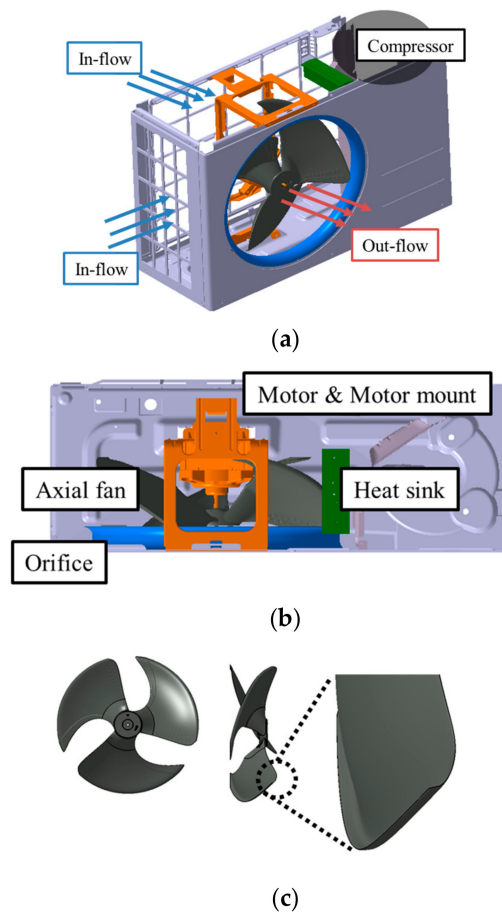 Compressor
In-flow
In-flow
Out-flow
(a)
Motor & Motor mount
Axial fan
Heat sink
Orifice
(b)
(c)